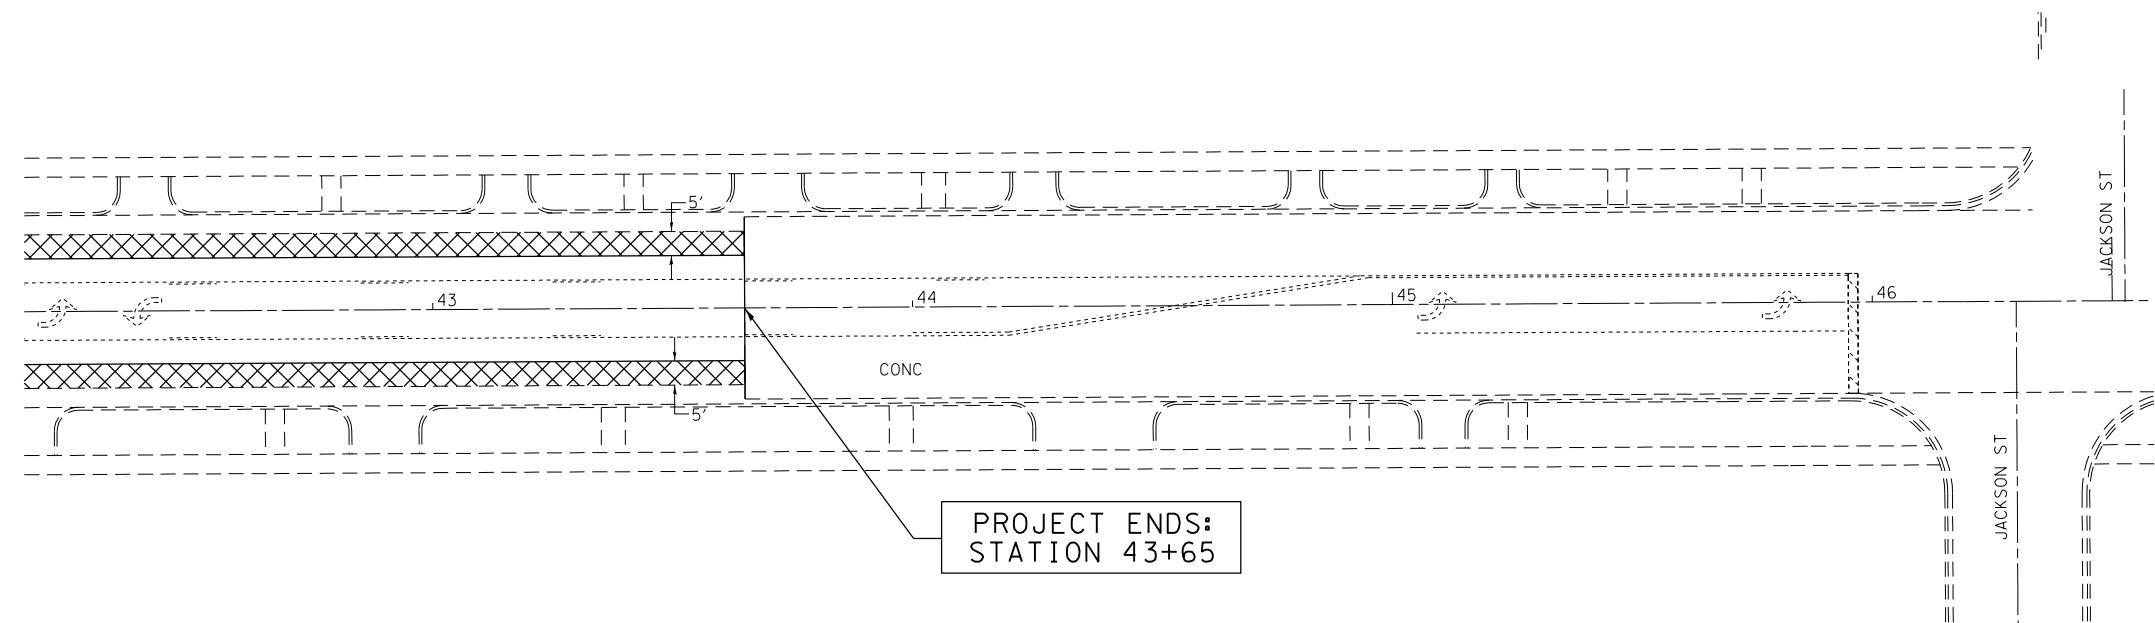 JACKSON ST
5'
43
44
45
46
CONC
5'
JACKSON ST
PROJECT ENDS:
STATION 43+65